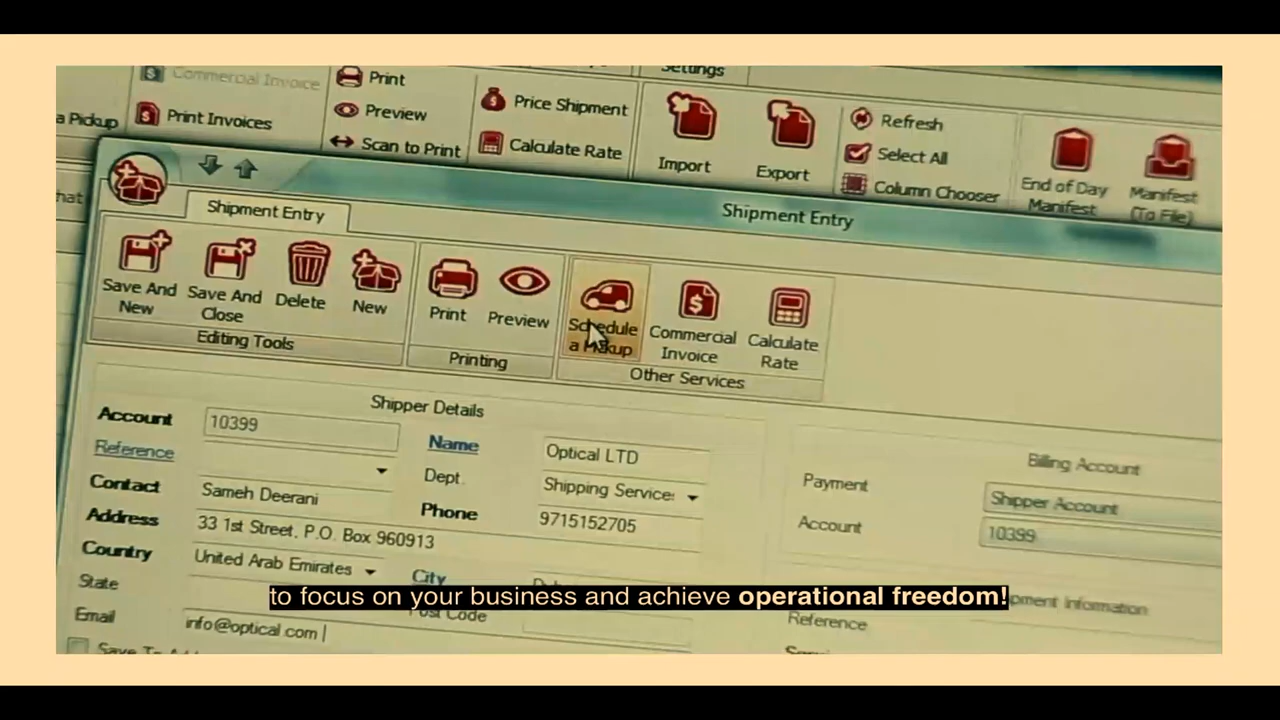 Settings
Commercial Invoice
Print
Price Shipment
a Pickup
Print Invoices
Preview
Calculate Rate
Scan to Print
Import
Export
Refresh
Select All
Column Chooser
End of Day
Manifest
Manifest
(To File)
Shipment Entry
Shipment Entry
Save And
New
Save And
Close
Delete
New
Editing Tools
Print
Preview
Printing
Schedule
a Pickup
Commercial
Invoice
Calculate
Rate
Other Services
Shipper Details
Account 10399
Name Optical LTD
Reference
Dept. Shipping Service
Contact Sameh Deerani
Phone 9715152705
Address 33 1st Street, P.O. Box 960913
Country United Arab Emirates
City
State
Post Code
Email info@optical.com
Billing Account
Payment Shipper Account
Account 10399
Reference
to focus on your business and achieve operational freedom!